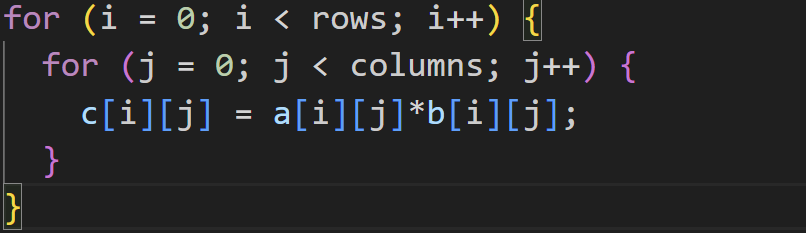 for (i = 0; i < rows; i++) {
  for (j = 0; j < columns; j++) {
    c[i][j] = a[i][j]*b[i][j];
  }
}